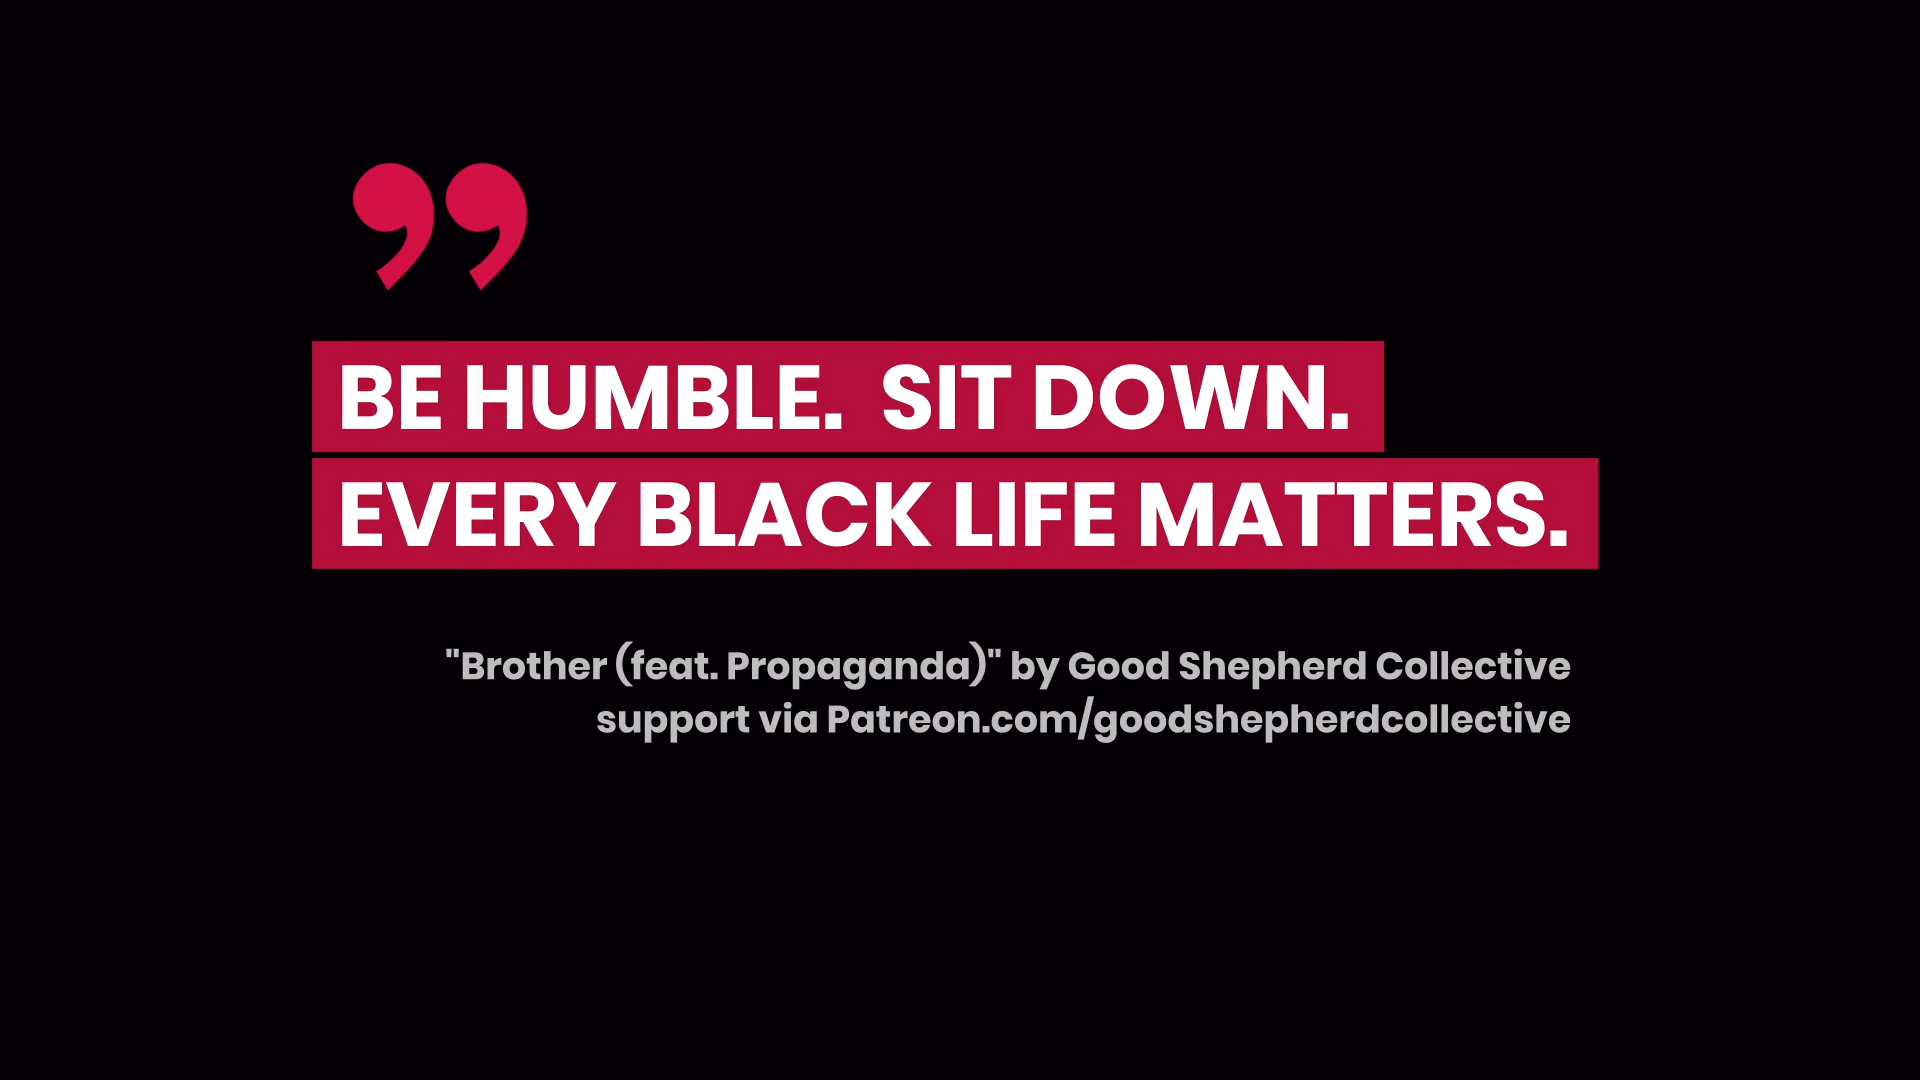 ”
BE HUMBLE.  SIT DOWN.
EVERY BLACK LIFE MATTERS.
"Brother (feat. Propaganda)" by Good Shepherd Collective
support via Patreon.com/goodshepherdcollective